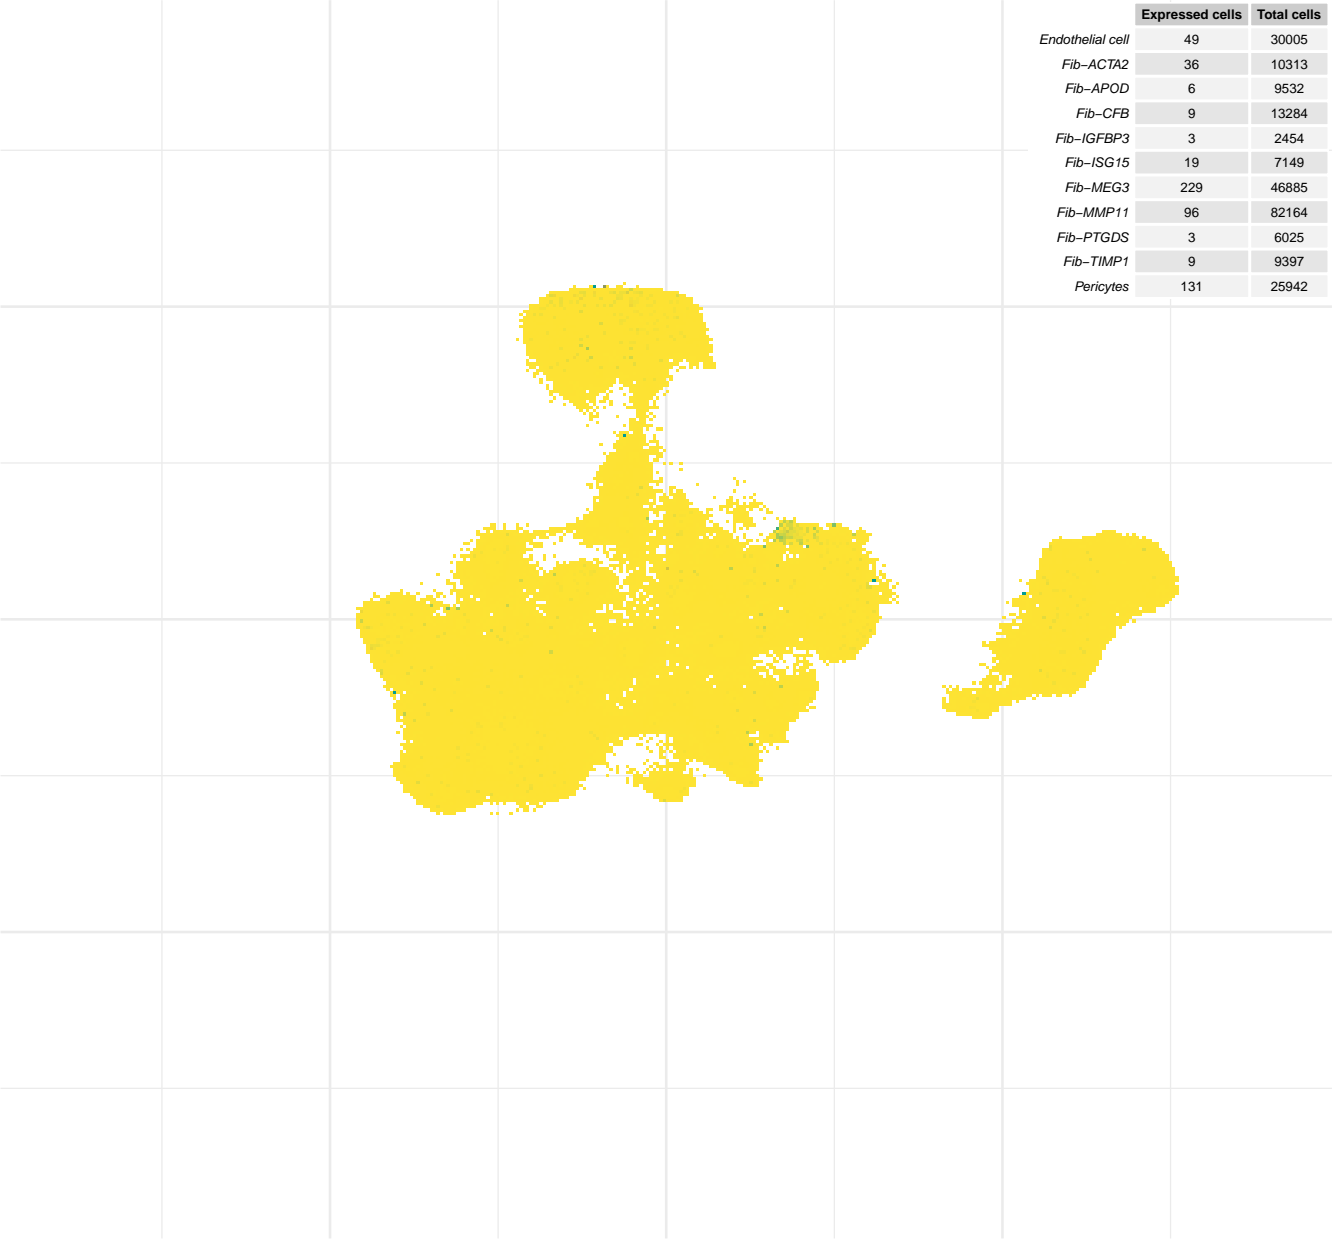 Expressed cells Total cells
Endothelial cell 49 30005
Fib−ACTA2 36 10313
Fib−APOD 6 9532
Fib−CFB 9 13284
Fib−IGFBP3 3 2454
Fib−ISG15 19 7149
Fib−MEG3 229 46885
Fib−MMP11 96 82164
Fib−PTGDS 3 6025
Fib−TIMP1 9 9397
Pericytes 131 25942